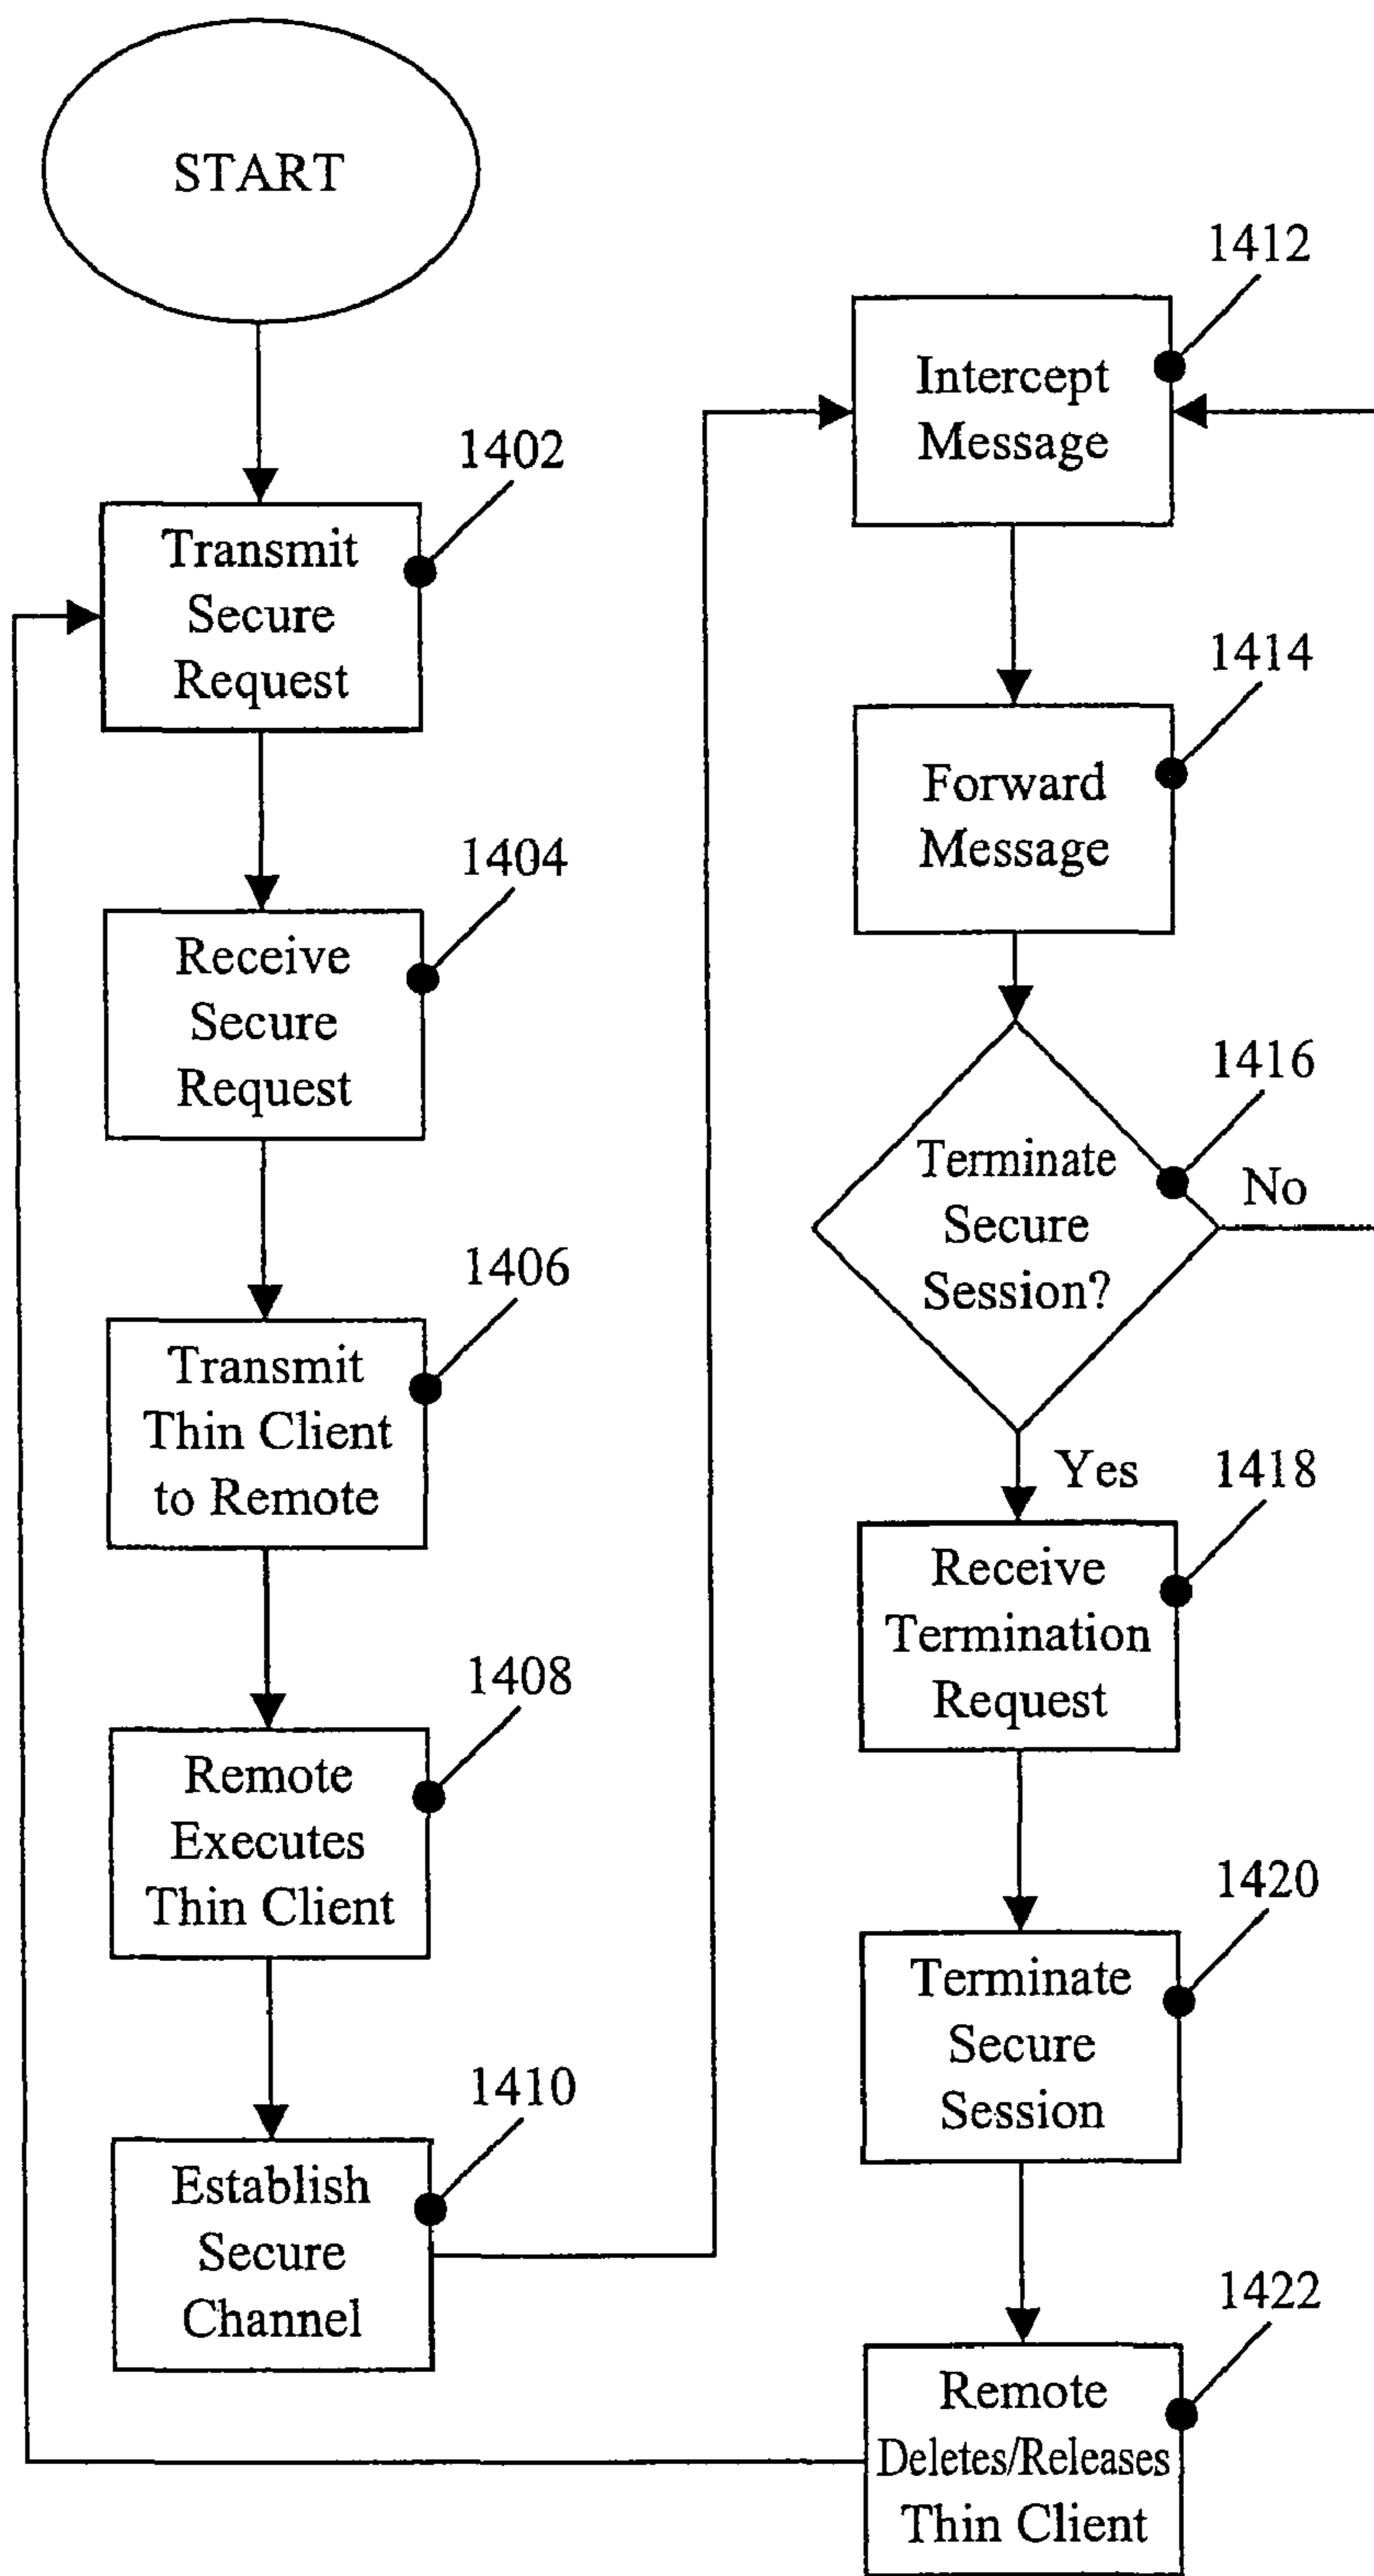 START
1402
Transmit
Secure
Request
1404
Receive
Secure
Request
1406
Transmit
Thin Client
to Remote
1408
Remote
Executes
Thin Client
1410
Establish
Secure
Channel
1412
Intercept
Message
1414
Forward
Message
1416
Terminate
Secure
Session?
No
Yes
1418
Receive
Termination
Request
1420
Terminate
Secure
Session
1422
Remote
Deletes/Releases
Thin Client